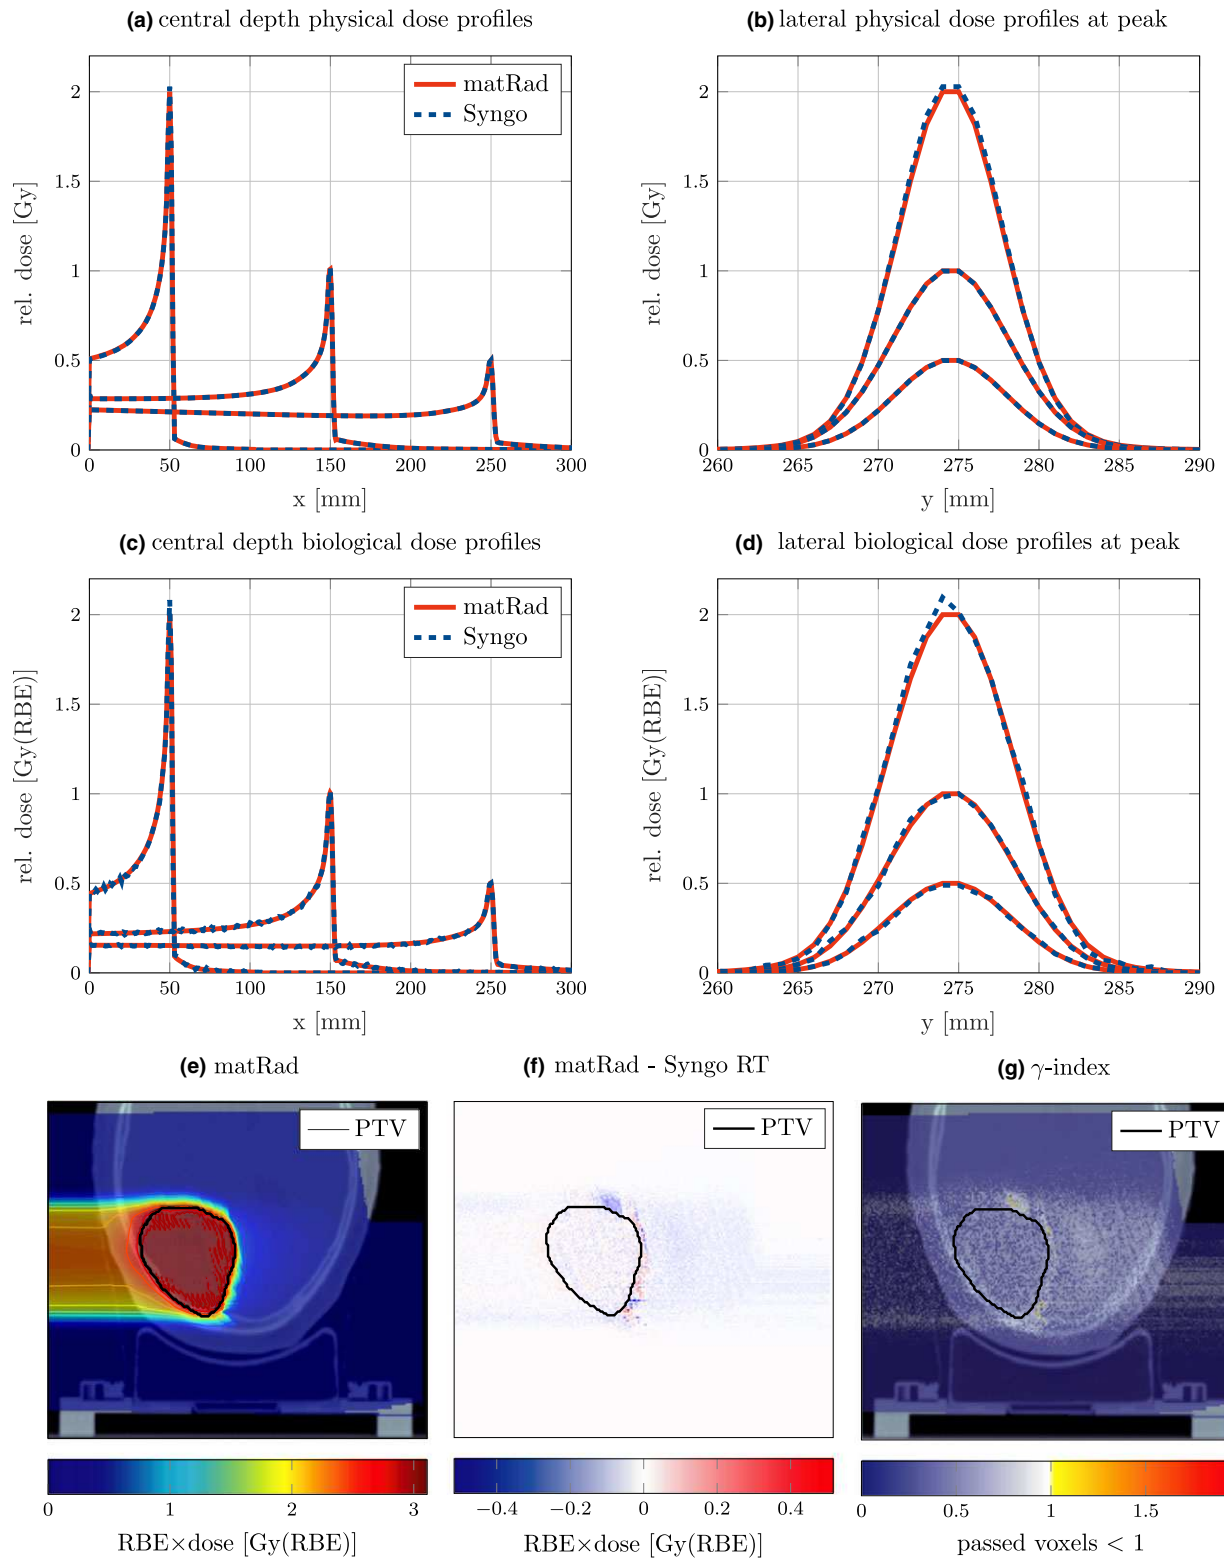 (a) central depth physical dose profiles
(b) lateral physical dose profiles at peak
rel. dose [Gy]
2
1.5
1
0.5
0
matRad
Syngo
0 50 100 150 200 250 300
x [mm]
rel. dose [Gy]
2
1.5
1
0.5
0
260 265 270 275 280 285 290
y [mm]
(c) central depth biological dose profiles
(d) lateral biological dose profiles at peak
rel. dose [Gy(RBE)]
2
1.5
1
0.5
0
matRad
Syngo
0 50 100 150 200 250 300
x [mm]
rel. dose [Gy(RBE)]
2
1.5
1
0.5
0
260 265 270 275 280 285 290
y [mm]
(e) matRad
(f) matRad - Syngo RT
(g) γ-index
PTV
PTV
PTV
0 1 2 3
RBE×dose [Gy(RBE)]
−0.4 −0.2 0 0.2 0.4
RBE×dose [Gy(RBE)]
0 0.5 1 1.5
passed voxels < 1